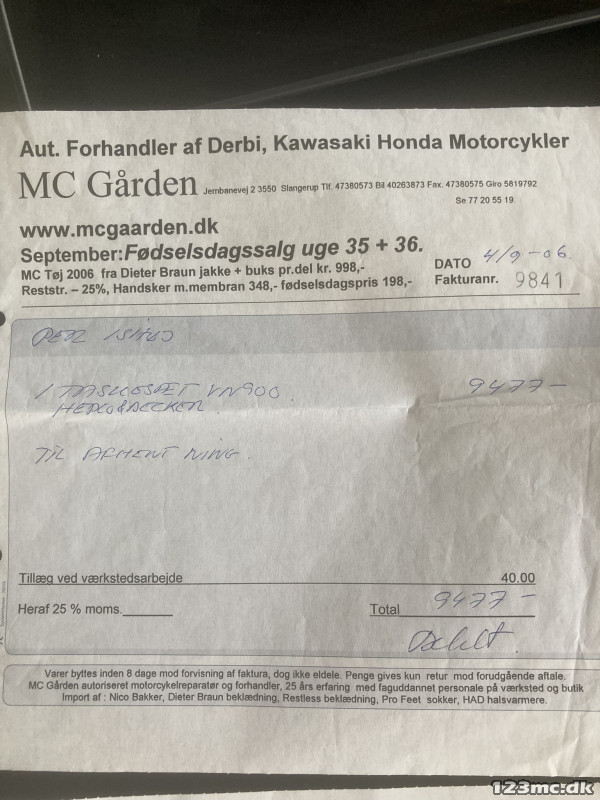 Aut. Forhandler af Derbi, Kawasaki Honda Motorcykler
MC Gården Jernbanevej 2 3550 Slangerup Tlf. 47380573 Bil 40263873 Fax. 47380575 Giro 5819792
Se 77 20 55 19
www.mcgaarden.dk
September:Fødselsdagssalg uge 35 + 36.
MC Tøj 2006 fra Dieter Braun jakke + buks pr.del kr. 998,-
Reststr. – 25%, Handsker m.membran 348,- fødselsdagspris 198,-
DATO 4/9-06.
Fakturanr. 9841
PER
1 TASKESÆT VN900. 9477-
HEPCO&BECKER.
TIL AFHENTNING.
Tillæg ved værkstedsarbejde 40.00
Heraf 25 % moms. Total 9477-
Varer byttes inden 8 dage mod forvisning af faktura, dog ikke eldele. Penge gives kun retur mod forudgående aftale.
MC Gården autoriseret motorcykelreparatør og forhandler, 25 års erfaring med faguddannet personale på værksted og butik
Import af : Nico Bakker, Dieter Braun beklædning, Restless beklædning, Pro Feet sokker, HAD halsvarmere.
123mc.dk